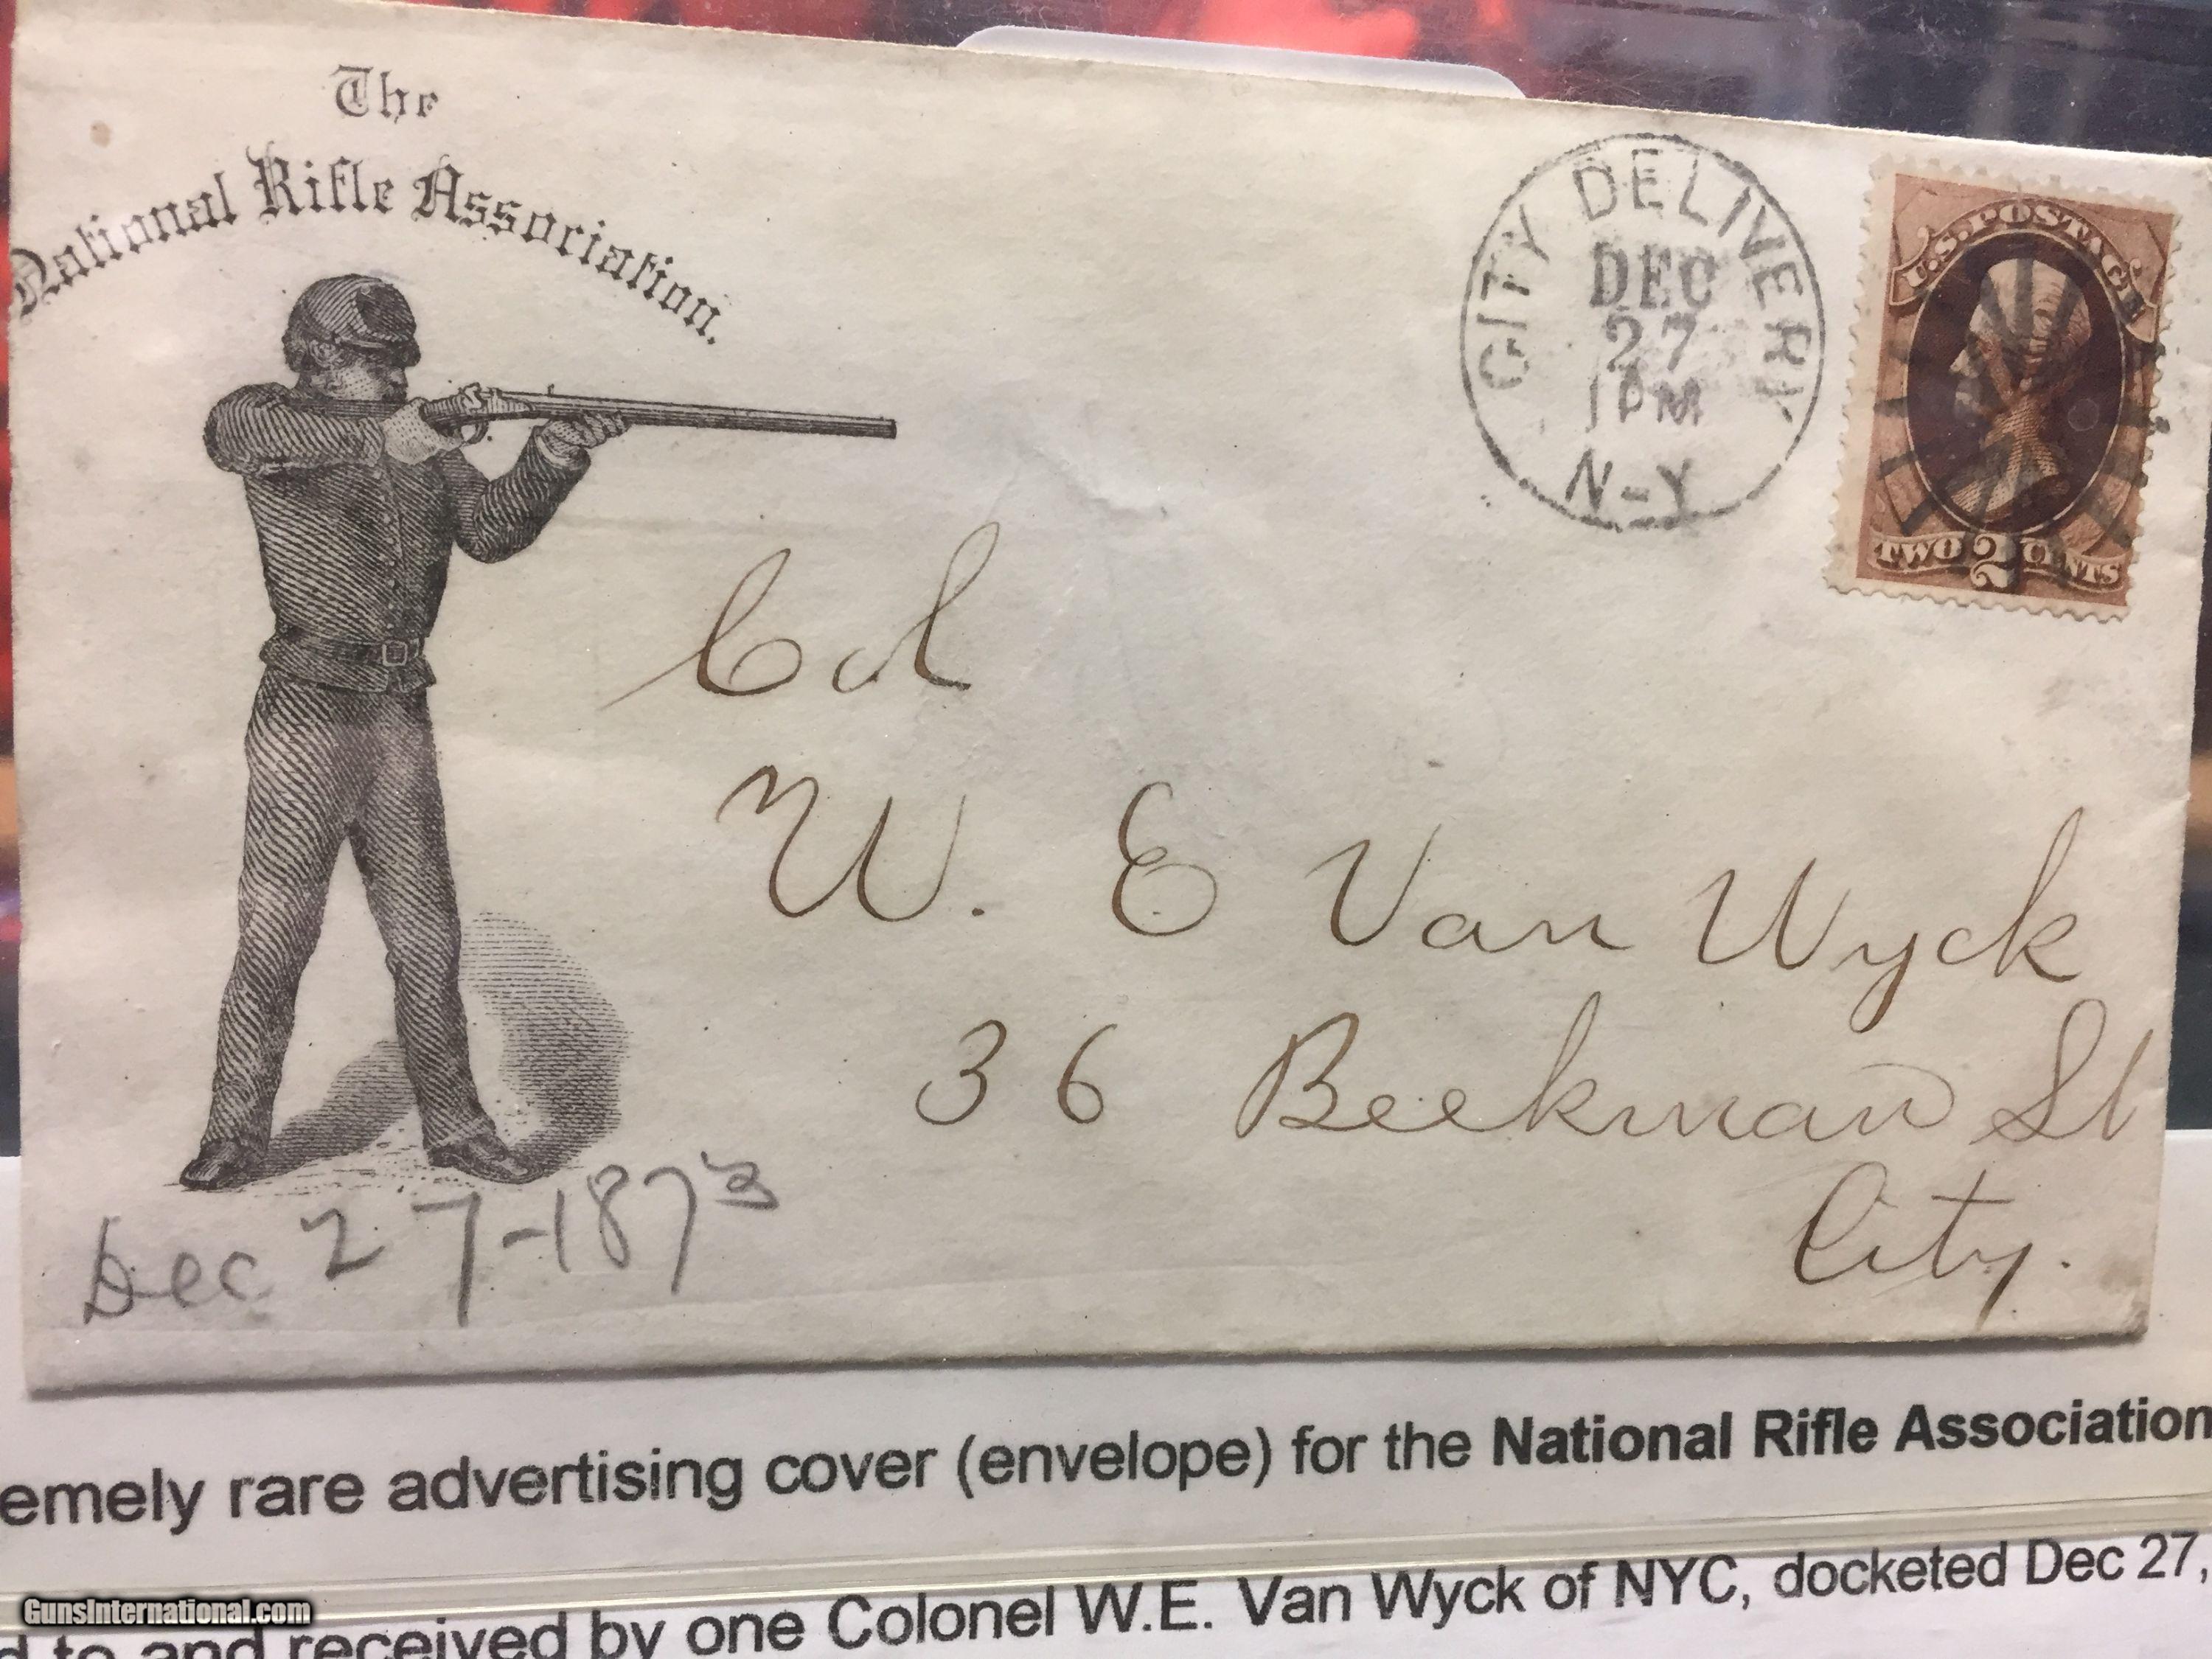 The
National Rifle Association.
CITY DELIVERY
DEC
27
1PM
N-Y
U.S. POSTAGE
TWO 2 CENTS
Col
W. E Van Wyck
36 Beekman St
City.
Dec 27-1873
emely rare advertising cover (envelope) for the National Rifle Association
d to and received by one Colonel W.E. Van Wyck of NYC, docketed Dec 27,
GunsInternational.com